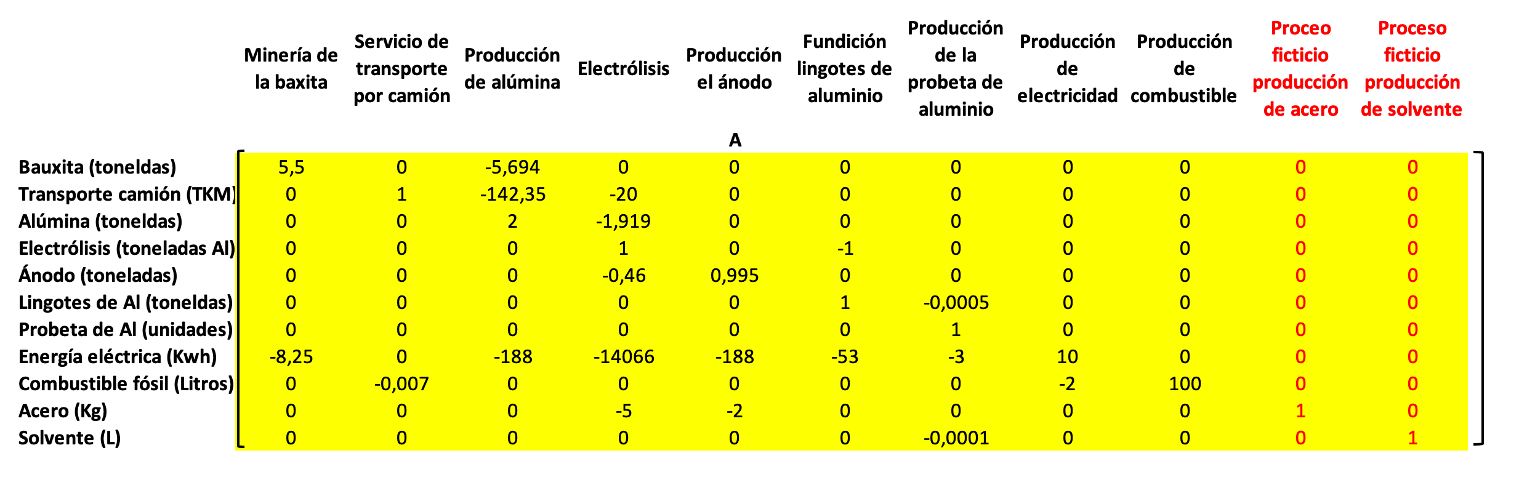 Minería de la baxita Servicio de transporte por camión Producción de alúmina Electrólisis Producción el ánodo Fundición lingotes de aluminio Producción de la probeta de aluminio Producción de electricidad Producción de combustible Proceo ficticio producción de acero Proceso ficticio producción de solvente
A
Bauxita (toneldas) 5,5 0 -5,694 0 0 0 0 0 0 0 0
Transporte camión (TKM) 0 1 -142,35 -20 0 0 0 0 0 0 0
Alúmina (toneldas) 0 0 2 -1,919 0 0 0 0 0 0 0
Electrólisis (toneladas Al) 0 0 0 1 0 -1 0 0 0 0 0
Ánodo (toneladas) 0 0 0 -0,46 0,995 0 0 0 0 0 0
Lingotes de Al (toneldas) 0 0 0 0 0 1 -0,0005 0 0 0 0
Probeta de Al (unidades) 0 0 0 0 0 0 1 0 0 0 0
Energía eléctrica (Kwh) -8,25 0 -188 -14066 -188 -53 -3 10 0 0 0
Combustible fósil (Litros) 0 -0,007 0 0 0 0 0 -2 100 0 0
Acero (Kg) 0 0 0 -5 -2 0 0 0 0 1 0
Solvente (L) 0 0 0 0 0 0 -0,0001 0 0 0 1